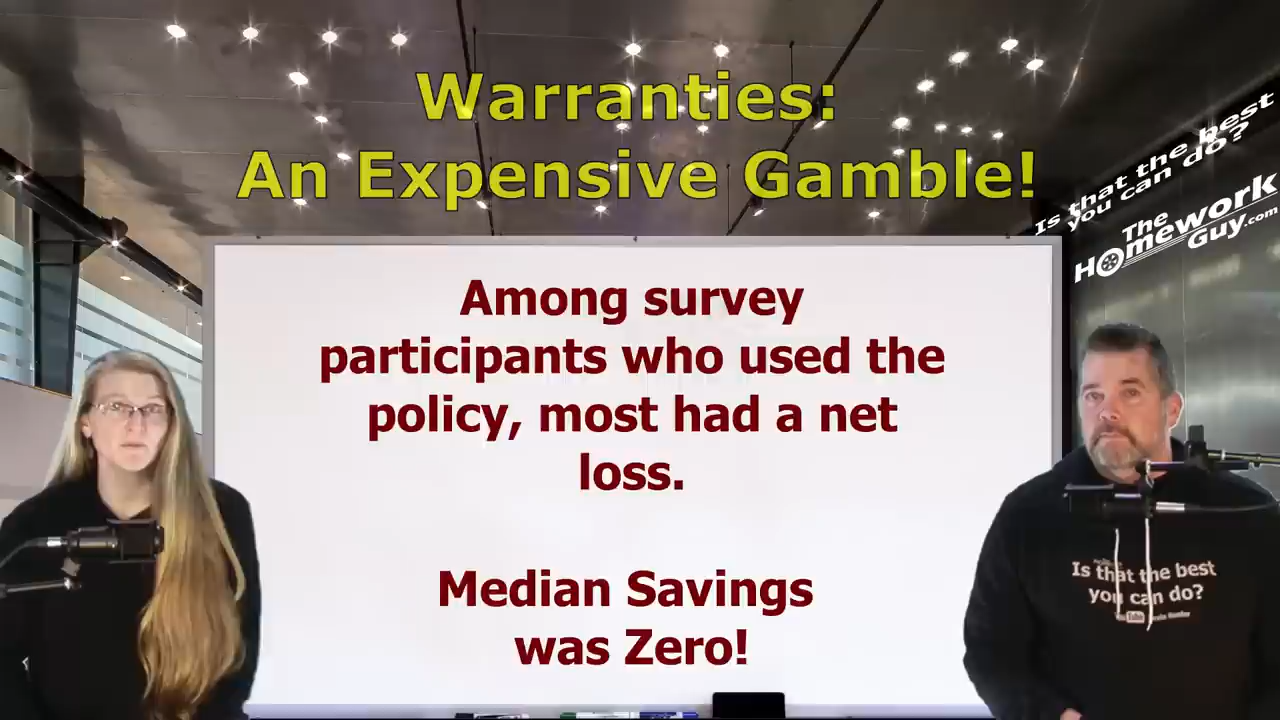 Warranties:
An Expensive Gamble!
Is that the best
you can do?
The
Homework
Guy.com
Among survey
participants who used the
policy, most had a net
loss.
Median Savings
was Zero!
Is that the best
you can do?